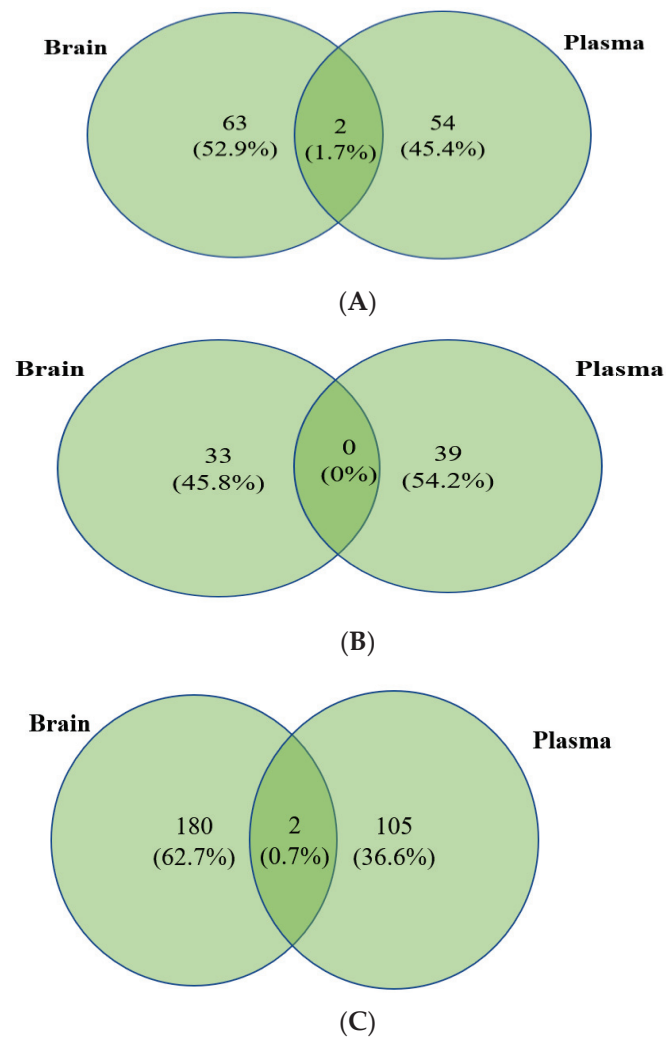 Brain
Plasma
63
(52.9%)
2
(1.7%)
54
(45.4%)
(A)
Brain
Plasma
33
(45.8%)
0
(0%)
39
(54.2%)
(B)
Brain
Plasma
180
(62.7%)
2
(0.7%)
105
(36.6%)
(C)